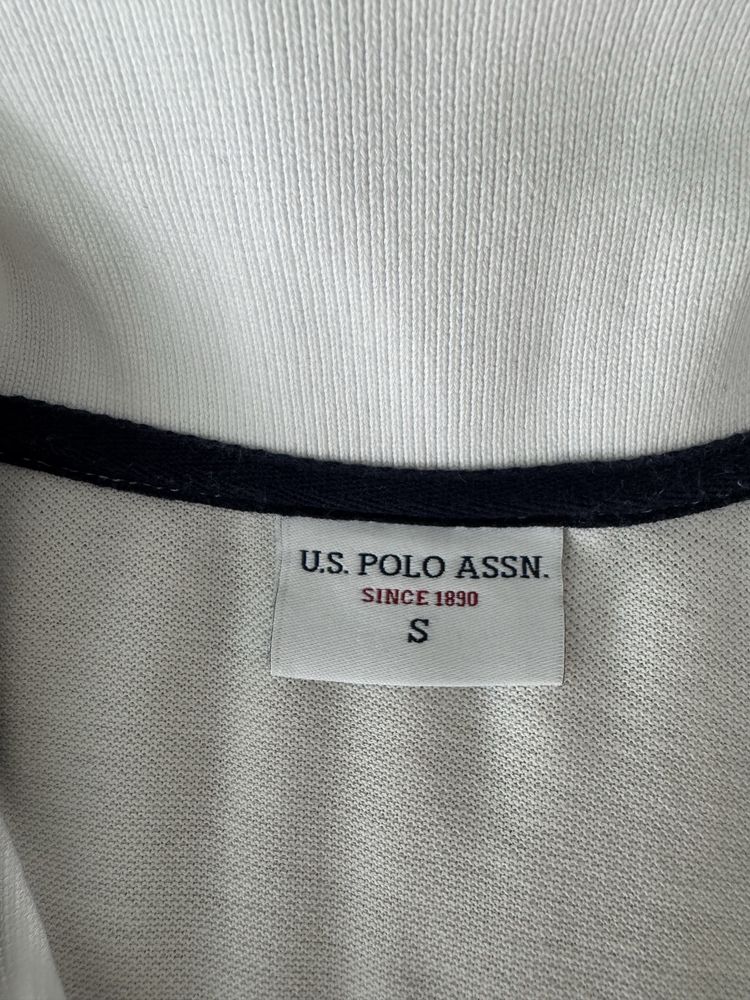 U.S. POLO ASSN.
SINCE 1890
S